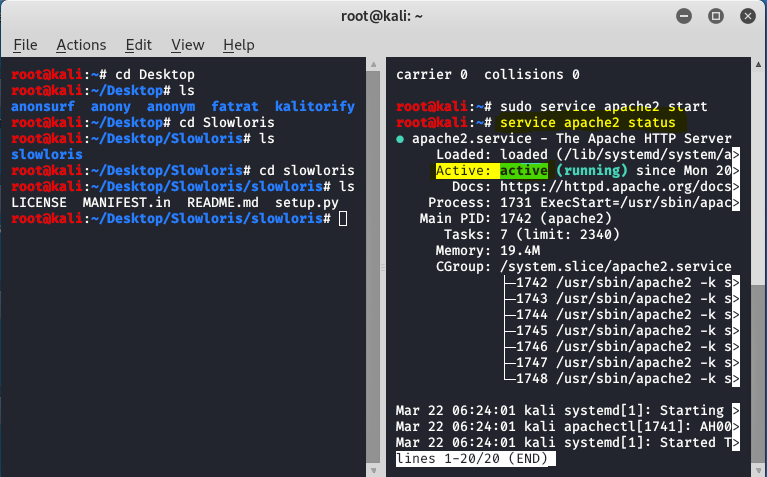 root@kali: ~
File Actions Edit View Help
root@kali:~# cd Desktop
root@kali:~/Desktop# ls
anonsurf anony anonym fatrat kalitorify
root@kali:~/Desktop# cd Slowloris
root@kali:~/Desktop/Slowloris# ls
slowloris
root@kali:~/Desktop/Slowloris# cd slowloris
root@kali:~/Desktop/Slowloris/slowloris# ls
LICENSE MANIFEST.in README.md setup.py
root@kali:~/Desktop/Slowloris/slowloris#
carrier 0 collisions 0
root@kali:~# sudo service apache2 start
root@kali:~# service apache2 status
● apache2.service - The Apache HTTP Server
Loaded: loaded (/lib/systemd/system/a>
Active: active (running) since Mon 20>
Docs: https://httpd.apache.org/docs>
Process: 1731 ExecStart=/usr/sbin/apac>
Main PID: 1742 (apache2)
Tasks: 7 (limit: 2340)
Memory: 19.4M
CGroup: /system.slice/apache2.service
├─1742 /usr/sbin/apache2 -k s>
├─1743 /usr/sbin/apache2 -k s>
├─1744 /usr/sbin/apache2 -k s>
├─1745 /usr/sbin/apache2 -k s>
├─1746 /usr/sbin/apache2 -k s>
├─1747 /usr/sbin/apache2 -k s>
└─1748 /usr/sbin/apache2 -k s>
Mar 22 06:24:01 kali systemd[1]: Starting >
Mar 22 06:24:01 kali apachectl[1741]: AH00>
Mar 22 06:24:01 kali systemd[1]: Started T>
lines 1-20/20 (END)